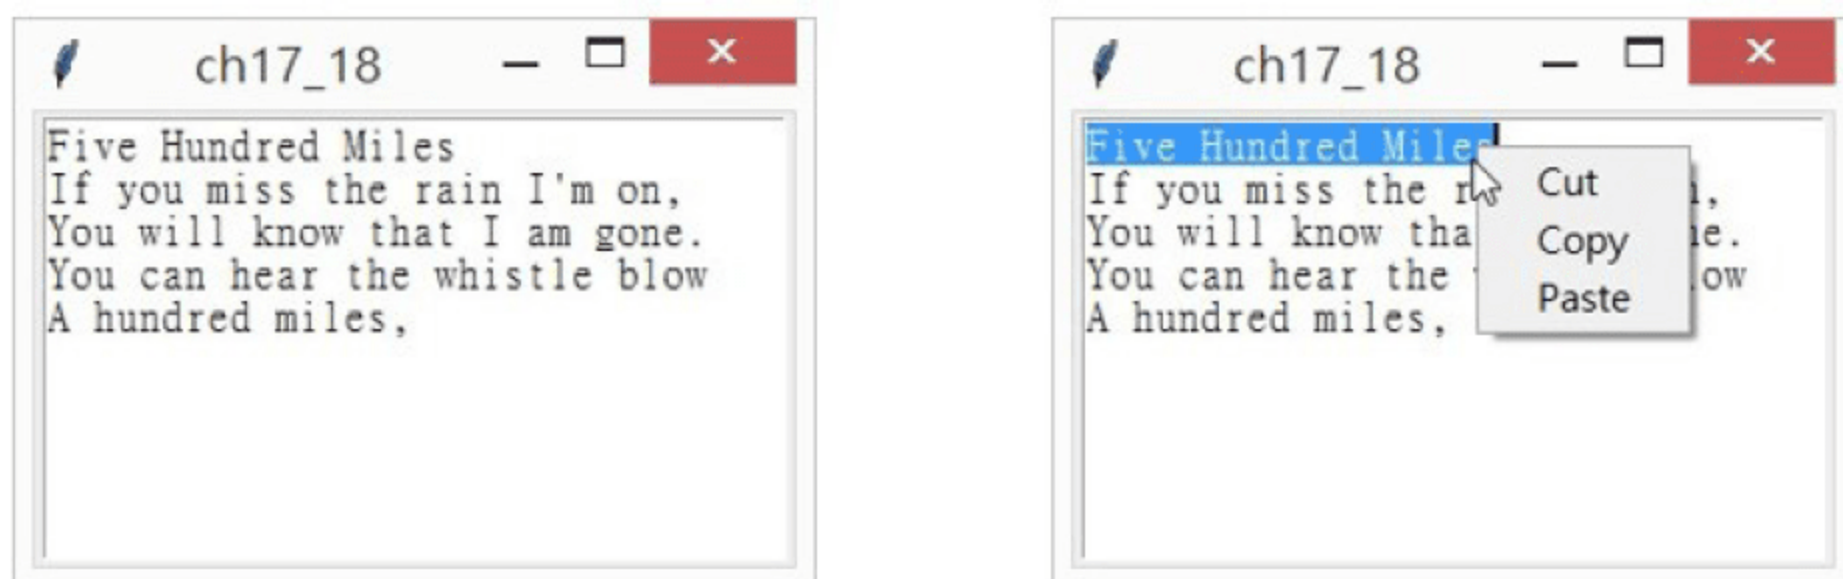 ch17_18
Five Hundred Miles
If you miss the rain I'm on,
You will know that I am gone.
You can hear the whistle blow
A hundred miles,
ch17_18
Five Hundred Miles
If you miss the
You will know
You can hear the
A hundred miles,
Cut
Copy
Paste